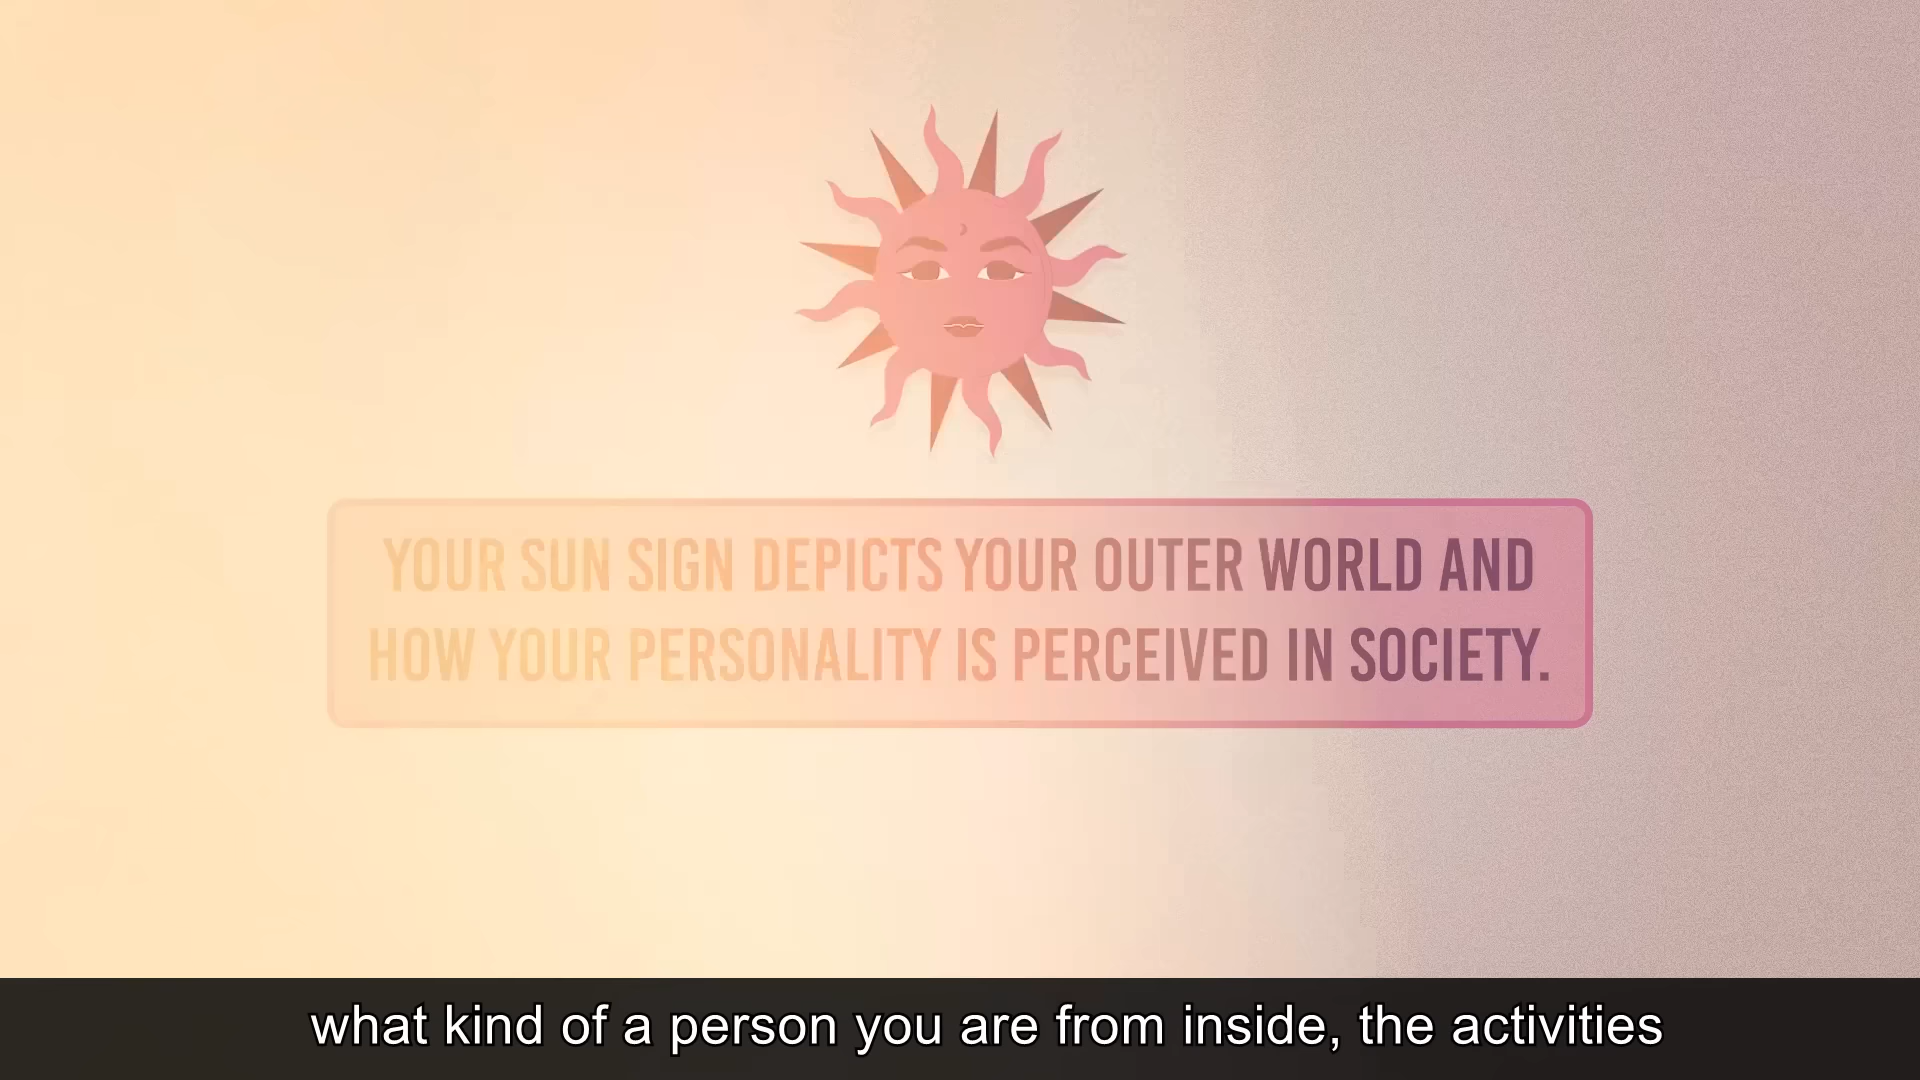 YOUR SUN SIGN DEPICTS YOUR OUTER WORLD AND
HOW YOUR PERSONALITY IS PERCEIVED IN SOCIETY.
what kind of a person you are from inside, the activities